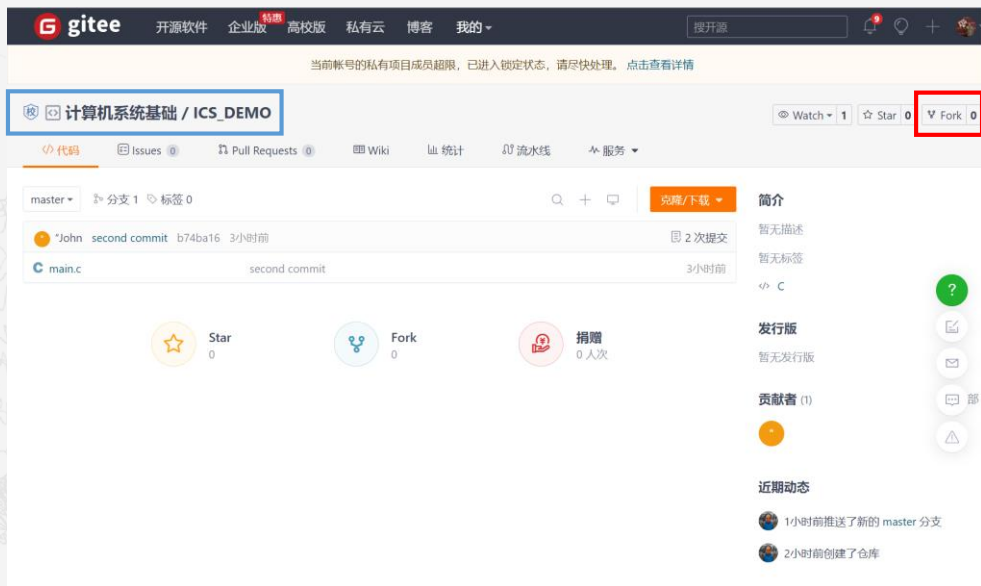 gitee 开源软件 企业版 特惠 高校版 私有云 博客 我的 搜开源
当前帐号的私有项目成员超限，已进入锁定状态，请尽快处理。 点击查看详情
校 计算机系统基础 / ICS_DEMO Watch 1 Star 0 Fork 0
代码 Issues 0 Pull Requests 0 Wiki 统计 流水线 服务
master 分支 1 标签 0 克隆/下载 简介
暂无描述
"John second commit b74ba16 3小时前 2 次提交
暂无标签
C main.c second commit 3小时前
C
?
发行版
Star Fork 捐赠
0 0 0 人次
暂无发行版
贡献者 (1) 部
近期动态
1小时前推送了新的 master 分支
2小时前创建了仓库